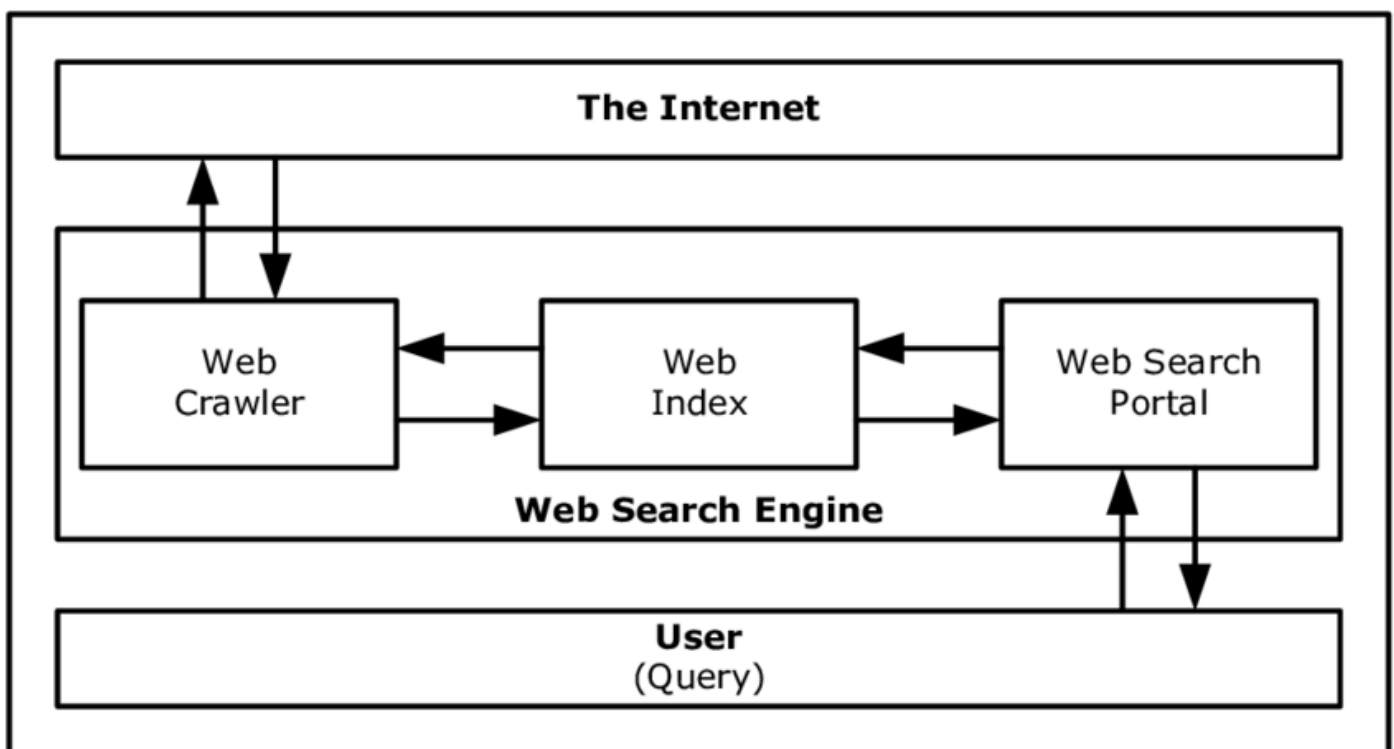 The Internet
Web
Crawler
Web
Index
Web Search
Portal
Web Search Engine
User
(Query)